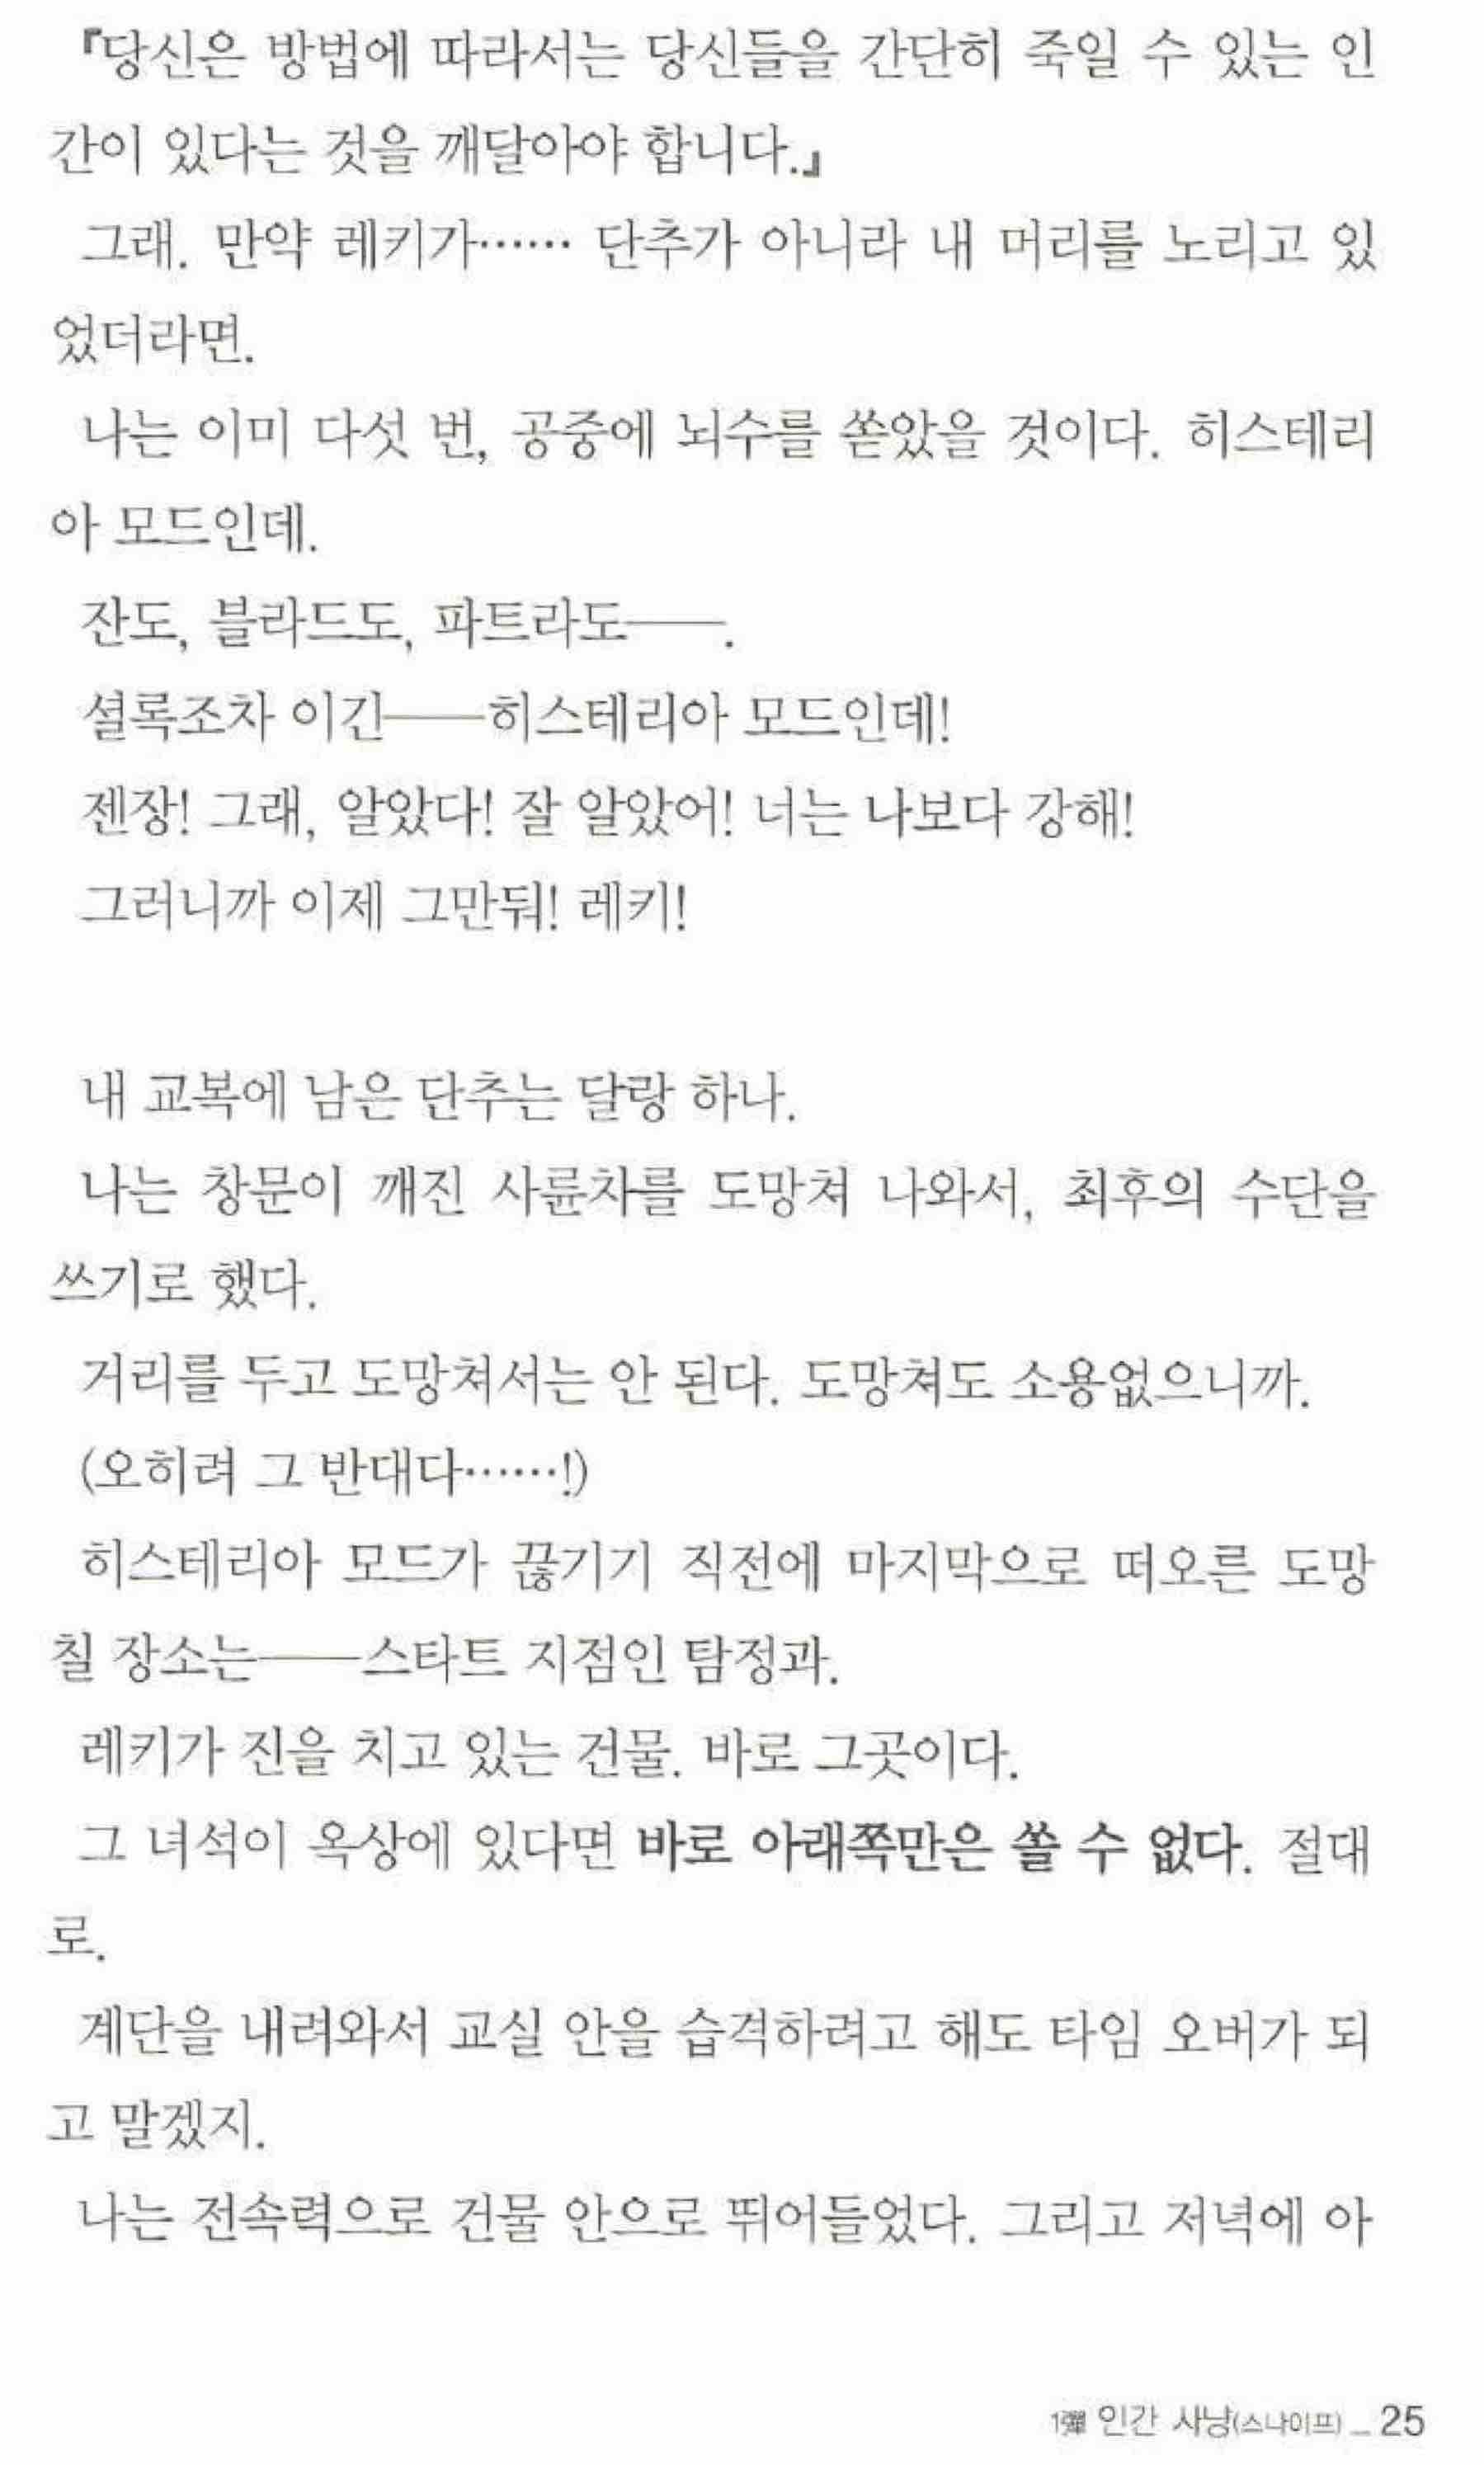 『당신은 방법에 따라서는 당신들을 간단히 죽일 수 있는 인
간이 있다는 것을 깨달아야 합니다.』
그래. 만약 레키가…… 단추가 아니라 내 머리를 노리고 있
었더라면.
나는 이미 다섯 번, 공중에 뇌수를 쏟았을 것이다. 히스테리
아 모드인데.
잔도, 블라드도, 파트라도──.
셜록조차 이긴──히스테리아 모드인데!
젠장! 그래, 알았다! 잘 알았어! 너는 나보다 강해!
그러니까 이제 그만둬! 레키!
내 교복에 남은 단추는 달랑 하나.
나는 창문이 깨진 사륜차를 도망쳐 나와서, 최후의 수단을
쓰기로 했다.
거리를 두고 도망쳐서는 안 된다. 도망쳐도 소용없으니까.
(오히려 그 반대다……!)
히스테리아 모드가 끊기기 직전에 마지막으로 떠오른 도망
칠 장소는──스타트 지점인 탐정과.
레키가 진을 치고 있는 건물. 바로 그곳이다.
그 녀석이 옥상에 있다면 바로 아래쪽만은 쏠 수 없다. 절대
로.
계단을 내려와서 교실 안을 습격하려고 해도 타임 오버가 되
고 말겠지.
나는 전속력으로 건물 안으로 뛰어들었다. 그리고 저녁에 아
1彈 인간 사냥(스나이프) _ 25